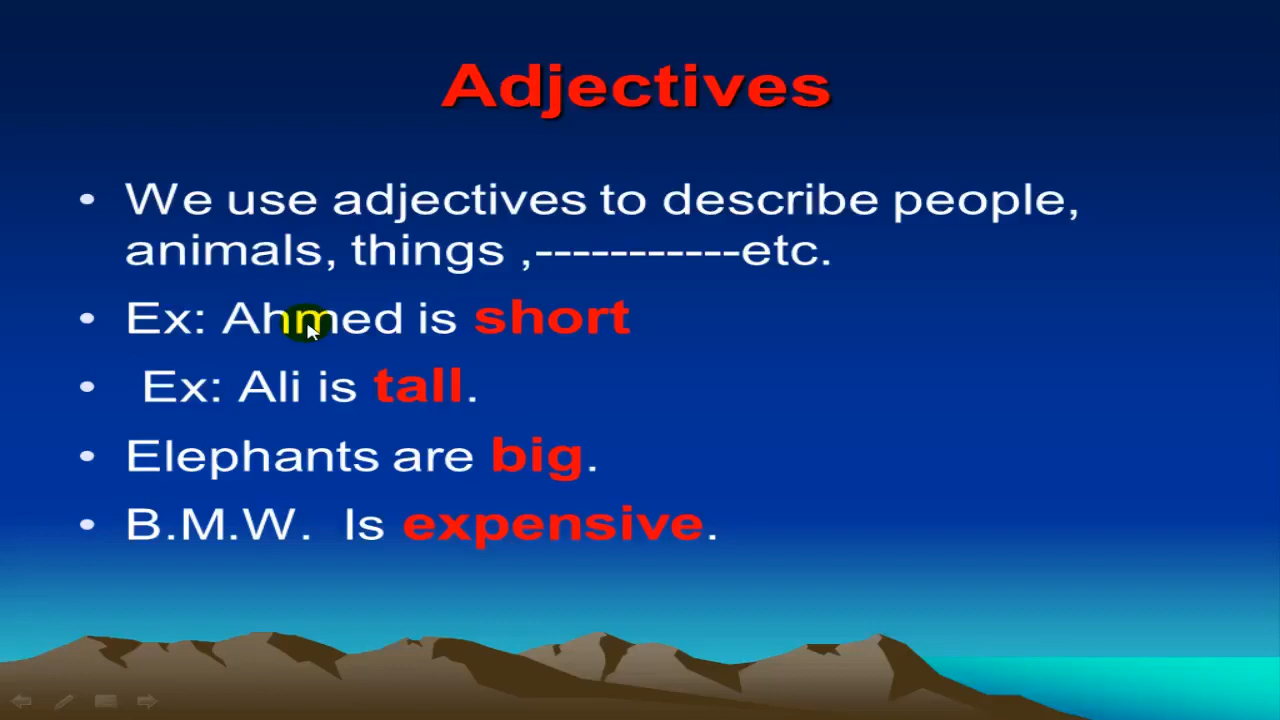 Adjectives
• We use adjectives to describe people,
animals, things ,-----------etc.
• Ex: Ahmed is short
• Ex: Ali is tall.
• Elephants are big.
• B.M.W. Is expensive.